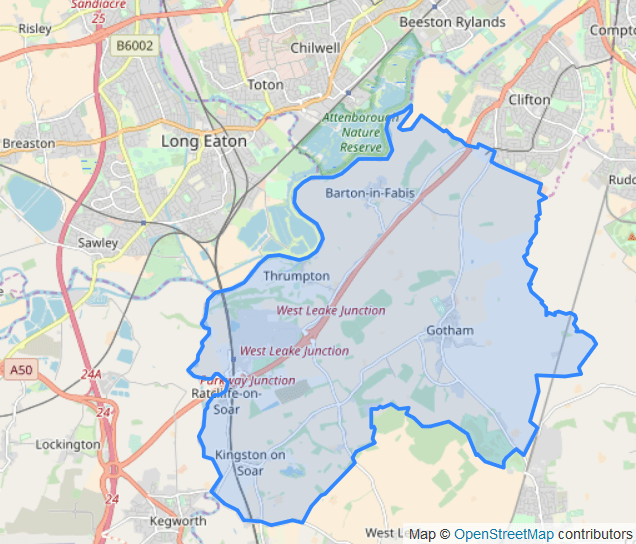 Sandiacre
25
Risley
B6002
Beeston Rylands
Chilwell
Compt
Toton
Clifton
Attenborough
Nature
Reserve
Breaston
Long Eaton
Rudd
Barton-in-Fabis
Sawley
Thrumpton
West Leake Junction
Gotham
West Leake Junction
A50
24A
Parkway Junction
Ratcliffe-on-
Soar
24
Lockington
Kingston on
Soar
24
Kegworth
West Le
Map © OpenStreetMap contributors